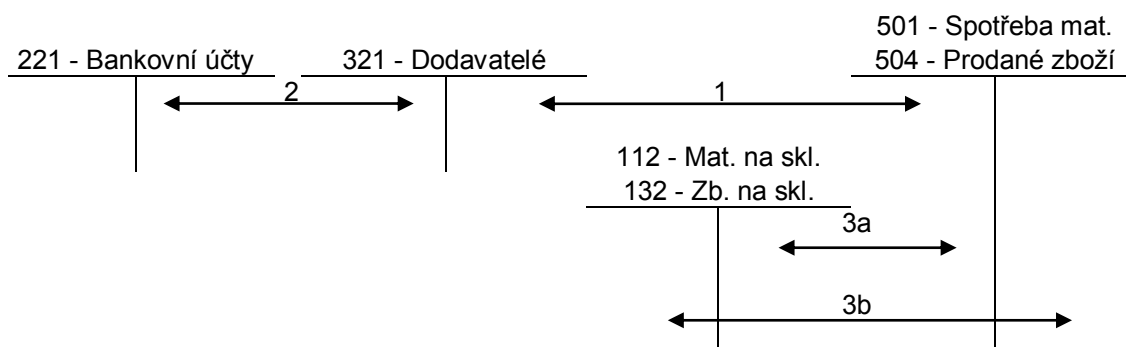 501 - Spotřeba mat.
221 - Bankovní účty
321 - Dodavatelé
504 - Prodané zboží
2
1
112 - Mat. na skl.
132 - Zb. na skl.
3a
3b